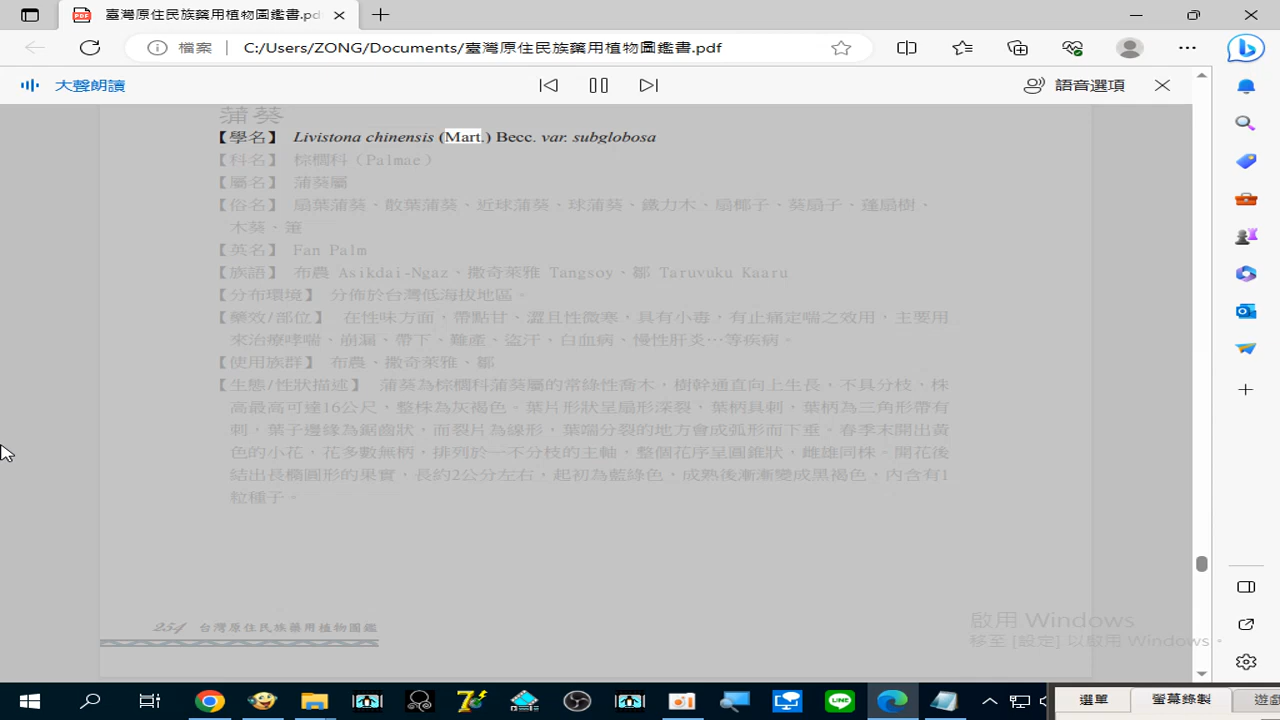 臺灣原住民族藥用植物圖鑑書.pdf
檔案 C:/Users/ZONG/Documents/臺灣原住民族藥用植物圖鑑書.pdf
大聲朗讀 語音選項
蒲葵
【學名】 Livistona chinensis (Mart.) Becc. var. subglobosa
【科名】 棕櫚科（Palmae）
【屬名】 蒲葵屬
【俗名】 扇葉蒲葵、散葉蒲葵、近球蒲葵、球蒲葵、鐵力木、扇椰子、葵扇子、蓬扇樹、
木葵、
【英名】 Fan Palm
【族語】 布農 Asikdai-Ngaz、撒奇萊雅 Tangsoy、鄒 Taruvuku Kaaru
【分布環境】 分佈於台灣低海拔地區。
【藥效/部位】 在性味方面，帶點甘、澀且性微寒，具有小毒，有止痛定喘之效用，主要用
來治療哮喘、崩漏、帶下、難產、盜汗，白血病、慢性肝炎…等疾病。
【使用族群】 布農、撒奇萊雅、鄒
【生態/性狀描述】 蒲葵為棕櫚科蒲葵屬的常綠性喬木，樹幹通直向上生長，不具分枝、株
高最高可達16公尺，整株為灰褐色。葉片形狀呈扇形深裂，葉柄具刺，葉柄為三角形帶有
刺，葉子邊緣為鋸齒狀，而裂片為線形，葉端分裂的地方會成弧形而下垂。春季末開出黃
色的小花，花多數無柄，排列於一不分枝的主軸，整個花序呈圓錐狀，雌雄同株。開花後
結出長橢圓形的果實，長約2公分左右，起初為藍綠色，成熟後漸漸變成黑褐色，內含有1
粒種子。
254 台灣原住民族藥用植物圖鑑
啟用 Windows
移至 [設定] 以啟用 Windows。
選單 螢幕錄製